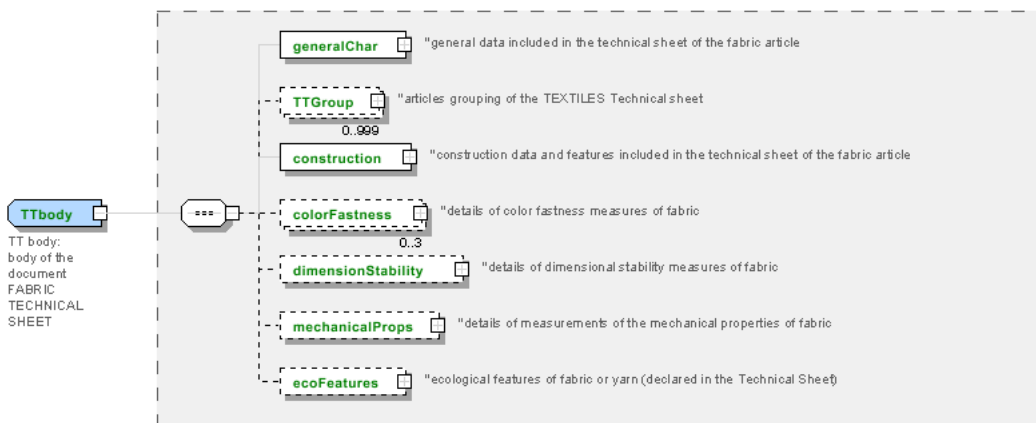 generalChar "general data included in the technical sheet of the fabric article
TTGroup "articles grouping of the TEXTILES Technical sheet
0..999
construction "construction data and features included in the technical sheet of the fabric article
TTbody
TT body:
body of the
document
FABRIC
TECHNICAL
SHEET
colorFastness "details of color fastness measures of fabric
0..3
dimensionStability "details of dimensional stability measures of fabric
mechanicalProps "details of measurements of the mechanical properties of fabric
ecoFeatures "ecological features of fabric or yarn (declared in the Technical Sheet)